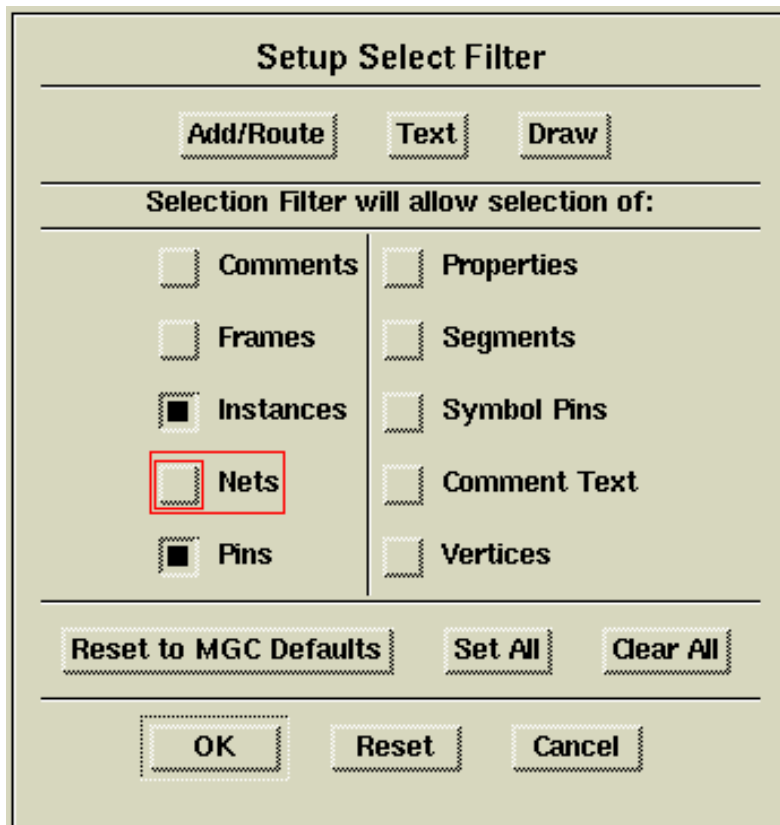 Setup Select Filter
Add/Route Text Draw
Selection Filter will allow selection of:
Comments Properties
Frames Segments
Instances Symbol Pins
Nets Comment Text
Pins Vertices
Reset to MGC Defaults Set All Clear All
OK Reset Cancel